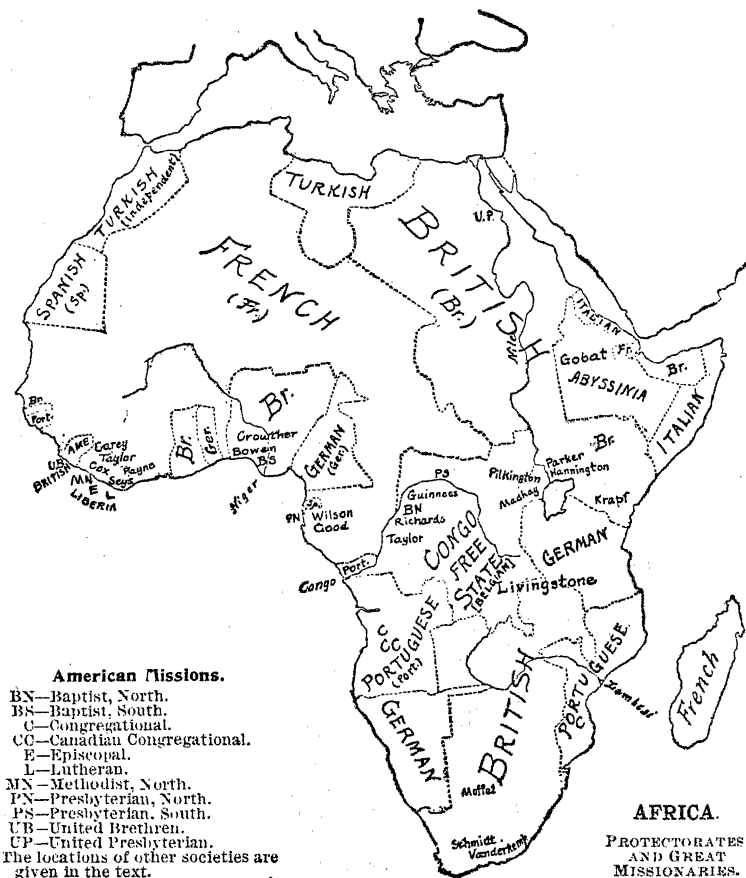 TURKISH
(Independent)
TURKISH
SPANISH
(Sp.)
FRENCH
(Fr.)
BRITISH
(Br.)
U.P.
Nile
ITALIAN
Fr.
Gobat
ABYSSINIA
Br.
ITALIAN
Br.
Port.
AME
UB
BRITISH
Carey
Taylor
Cox
Payne
MN
Seys
E
L
LIBERIA
Br.
Ger.
Br.
Crowther
Bowen
BS
Niger
GERMAN
(Ger)
PN
Sp.
Wilson
Good
PS
Guinness
BN
Richards
Taylor
CONGO
FREE
STATE
[BELGIAN]
Pilkington
Mackay
Parker
Hannington
Br.
Krapf
GERMAN
Livingstone
Congo
Port.
C
CC
PORTUGUESE
(Port)
GERMAN
BRITISH
PORTUGUESE
C
Zambesi
French
Moffat
Schmidt
Vanderkemp
American Missions.
BN—Baptist, North.
BS—Baptist, South.
C—Congregational.
CC—Canadian Congregational.
E—Episcopal.
L—Lutheran.
MN—Methodist, North.
PN—Presbyterian, North.
PS—Presbyterian, South.
UB—United Brethren.
UP—United Presbyterian.
The locations of other societies are
given in the text.
AFRICA.
PROTECTORATES
AND GREAT
MISSIONARIES.